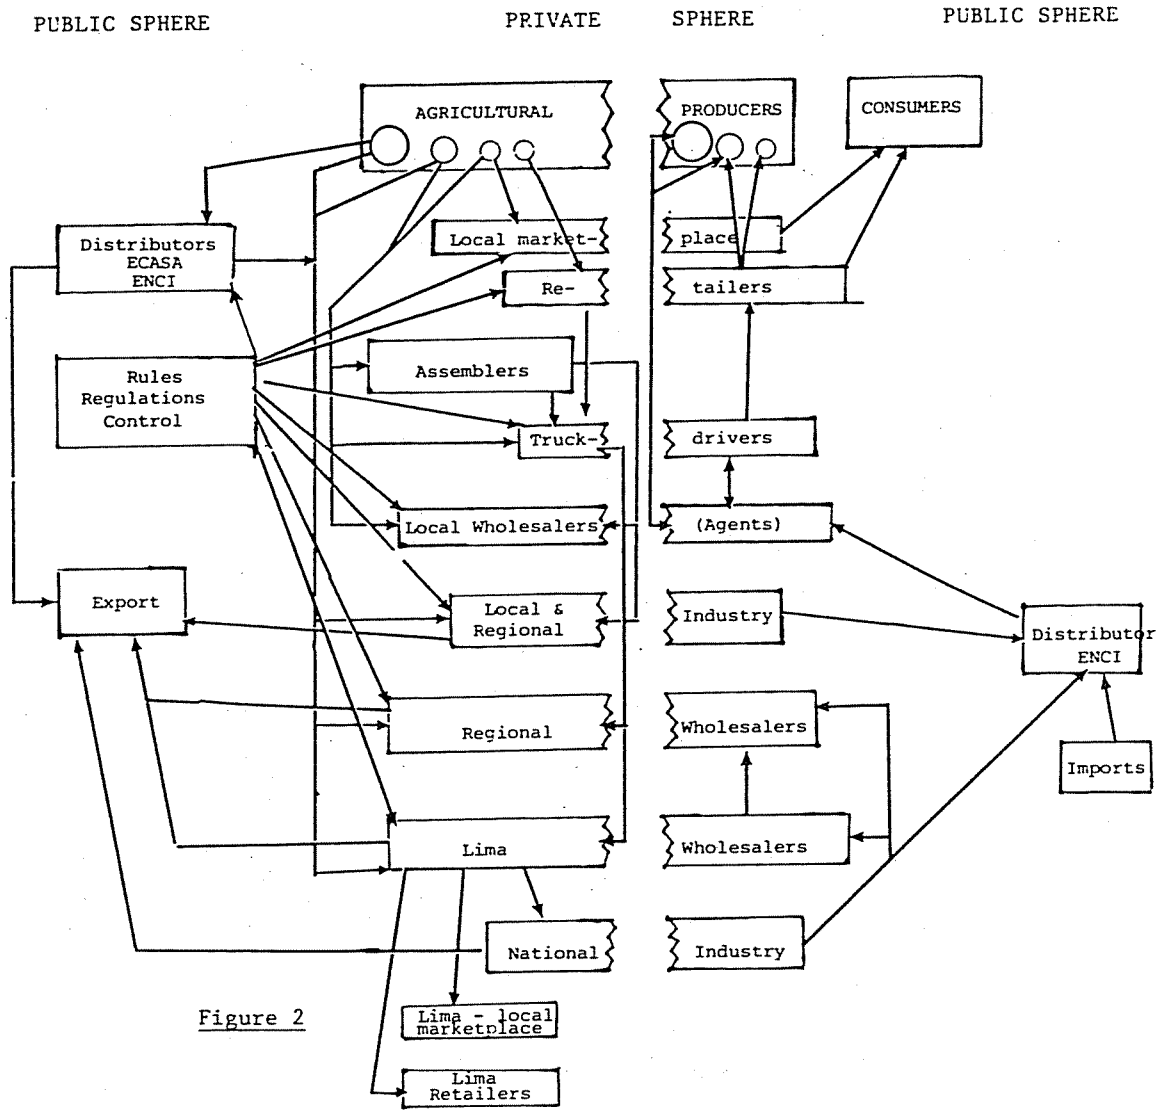 PUBLIC SPHERE PRIVATE SPHERE PUBLIC SPHERE
AGRICULTURAL PRODUCERS CONSUMERS
Distributors
ECASA
ENCI
Local market- place
Re- tailers
Rules
Regulations
Control
Assemblers
Truck- drivers
Local Wholesalers (Agents)
Export
Local &
Regional
Industry
Distributor
ENCI
Regional Wholesalers
Imports
Lima Wholesalers
National Industry
Figure 2
Lima - local
marketplace
Lima
Retailers